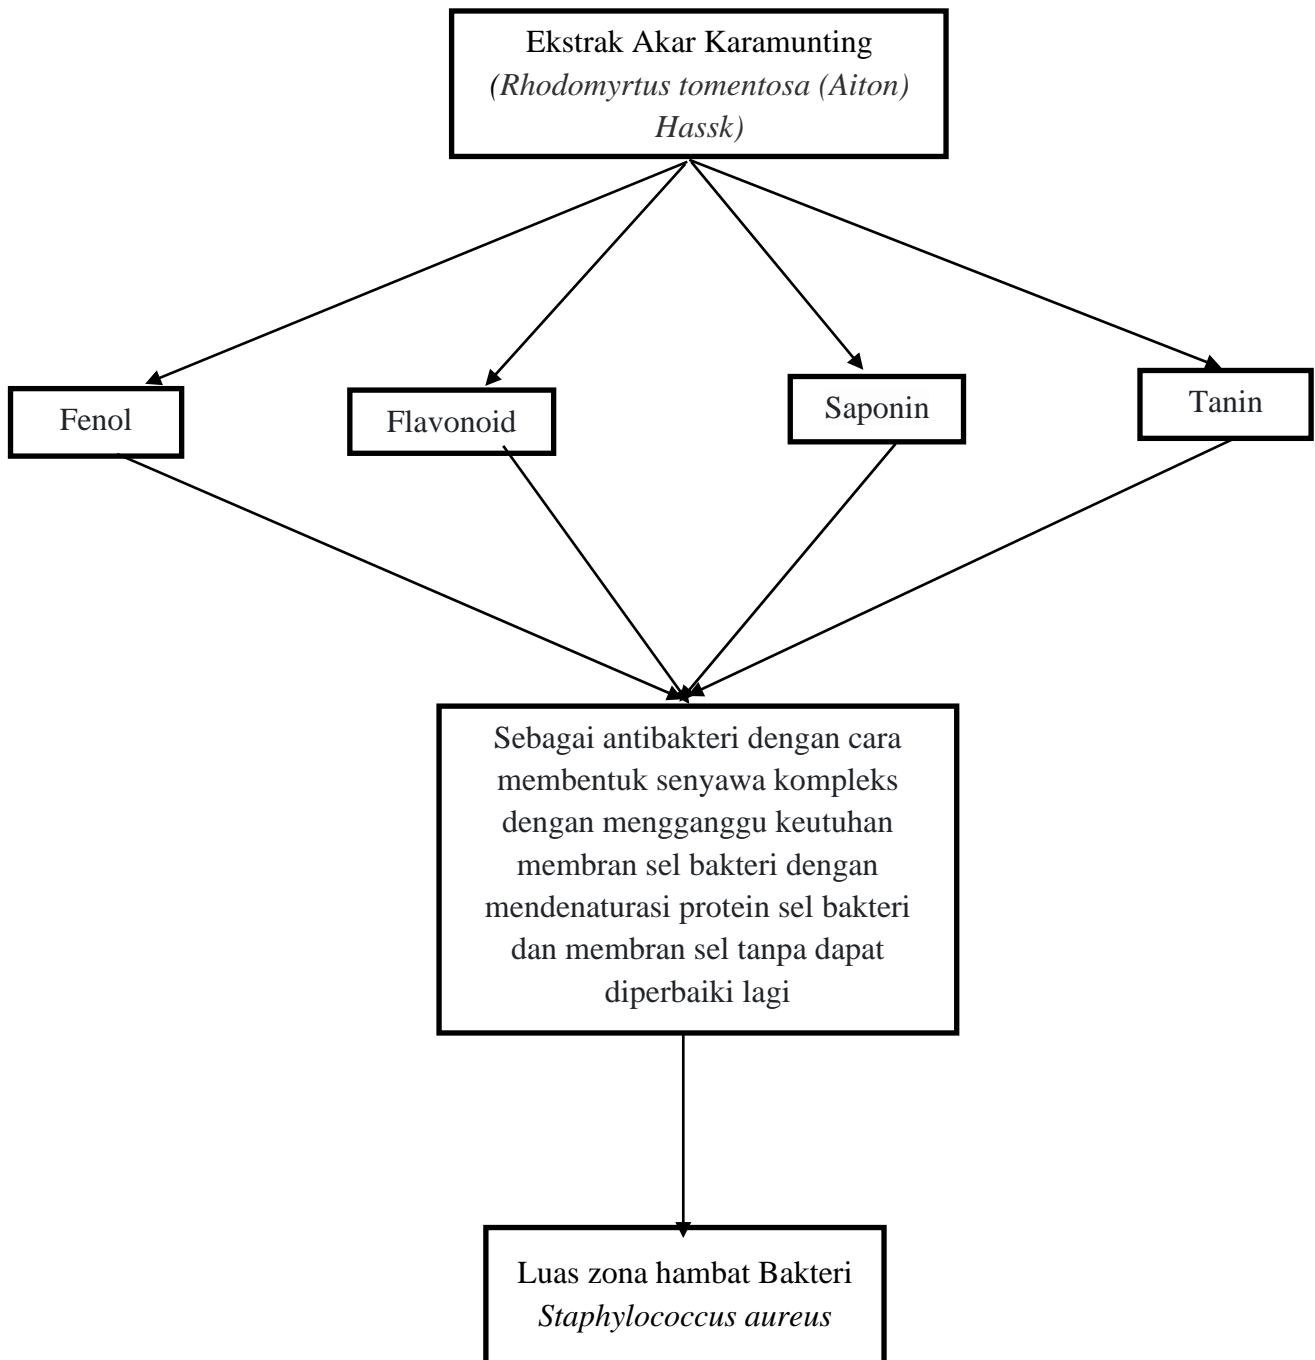 Ekstrak Akar Karamunting
(Rhodomyrtus tomentosa (Aiton)
Hassk)
Fenol
Flavonoid
Saponin
Tanin
Sebagai antibakteri dengan cara
membentuk senyawa kompleks
dengan mengganggu keutuhan
membran sel bakteri dengan
mendenaturasi protein sel bakteri
dan membran sel tanpa dapat
diperbaiki lagi
Luas zona hambat Bakteri
Staphylococcus aureus